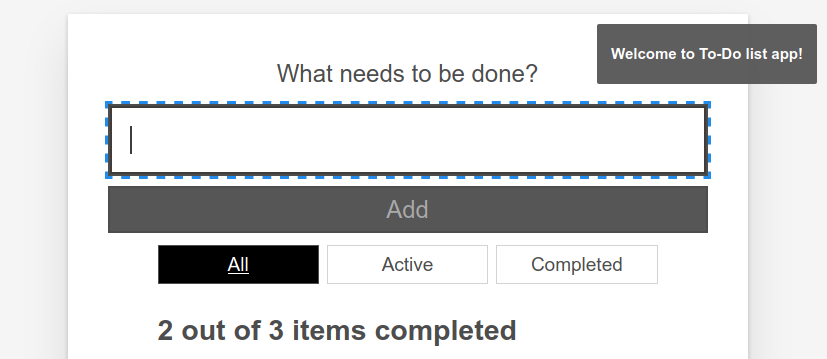 Welcome to To-Do list app!
What needs to be done?
Add
All
Active
Completed
2 out of 3 items completed